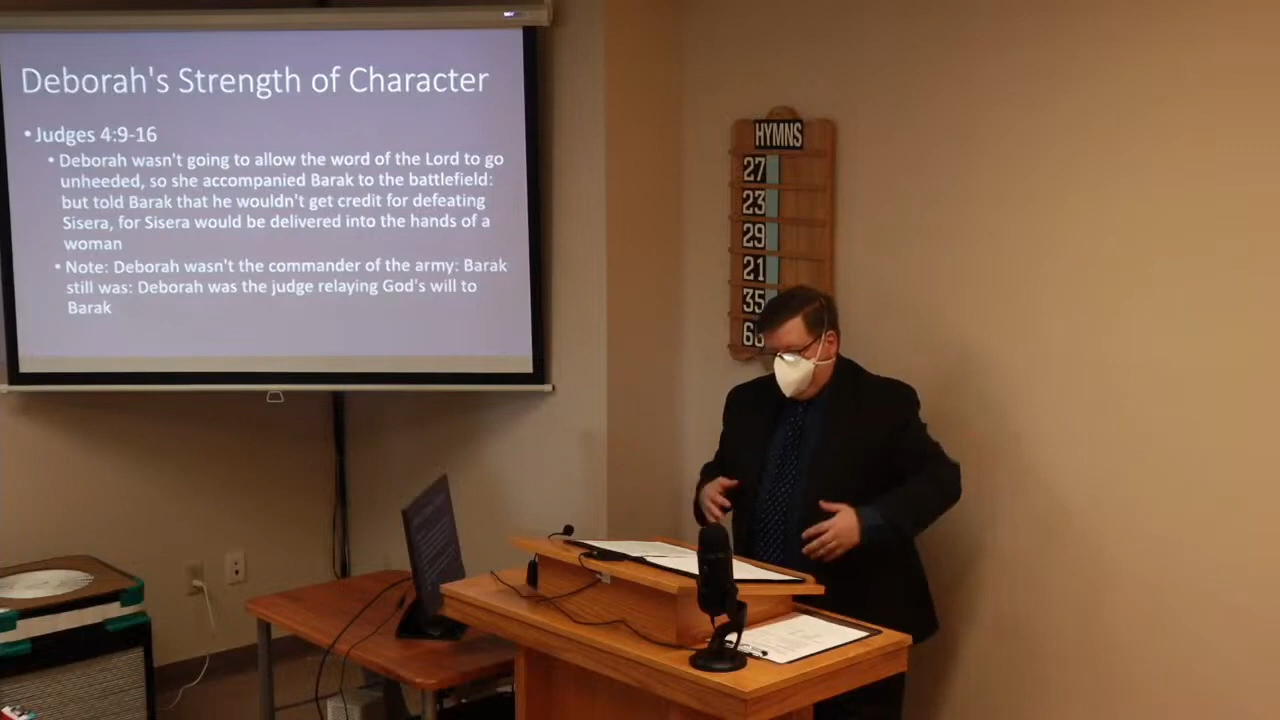 Deborah's Strength of Character
• Judges 4:9-16
• Deborah wasn't going to allow the word of the Lord to go
unheeded, so she accompanied Barak to the battlefield:
but told Barak that he wouldn't get credit for defeating
Sisera, for Sisera would be delivered into the hands of a
woman
• Note: Deborah wasn't the commander of the army: Barak
still was: Deborah was the judge relaying God's will to
Barak
HYMNS
27
23
29
21
35